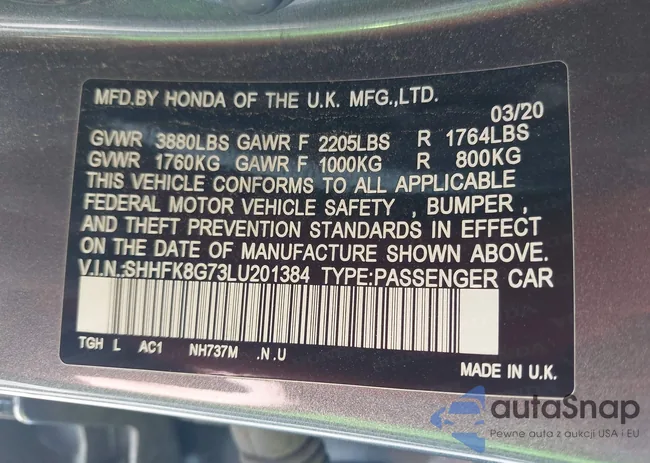 MFD.BY HONDA OF THE U.K. MFG.,LTD.
03/20
GVWR 3880LBS GAWR F 2205LBS R 1764LBS
GVWR 1760KG GAWR F 1000KG R 800KG
THIS VEHICLE CONFORMS TO ALL APPLICABLE
FEDERAL MOTOR VEHICLE SAFETY , BUMPER ,
AND THEFT PREVENTION STANDARDS IN EFFECT
ON THE DATE OF MANUFACTURE SHOWN ABOVE.
V.I.N.:SHHFK8G73LU201384 TYPE:PASSENGER CAR
TGH L AC1 NH737M .N.U
MADE IN U.K.
autaSnap
Pewne auta z aukcji USA i EU